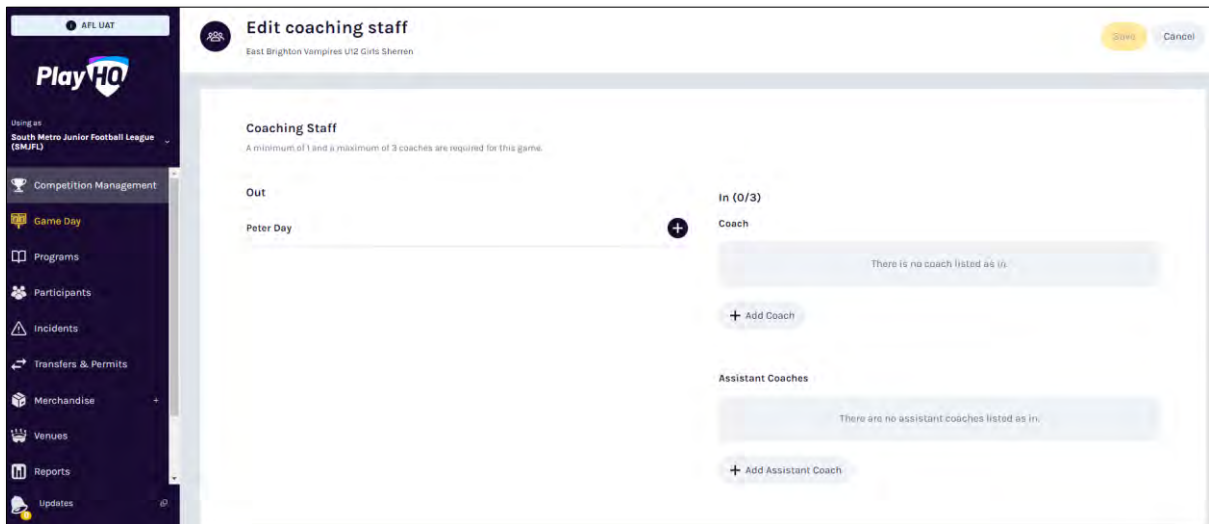 AFL UAT
PlayHQ
Using as
South Metro Junior Football League
(SMJFL)
Competition Management
Game Day
Programs
Participants
Incidents
Transfers & Permits
Merchandise +
Venues
Reports
Updates
Edit coaching staff
East Brighton Vampires U12 Girls Sherren
Save Cancel
Coaching Staff
A minimum of 1 and a maximum of 3 coaches are required for this game.
Out
Peter Day
In (0/3)
Coach
There is no coach listed as in.
+ Add Coach
Assistant Coaches
There are no assistant coaches listed as in.
+ Add Assistant Coach